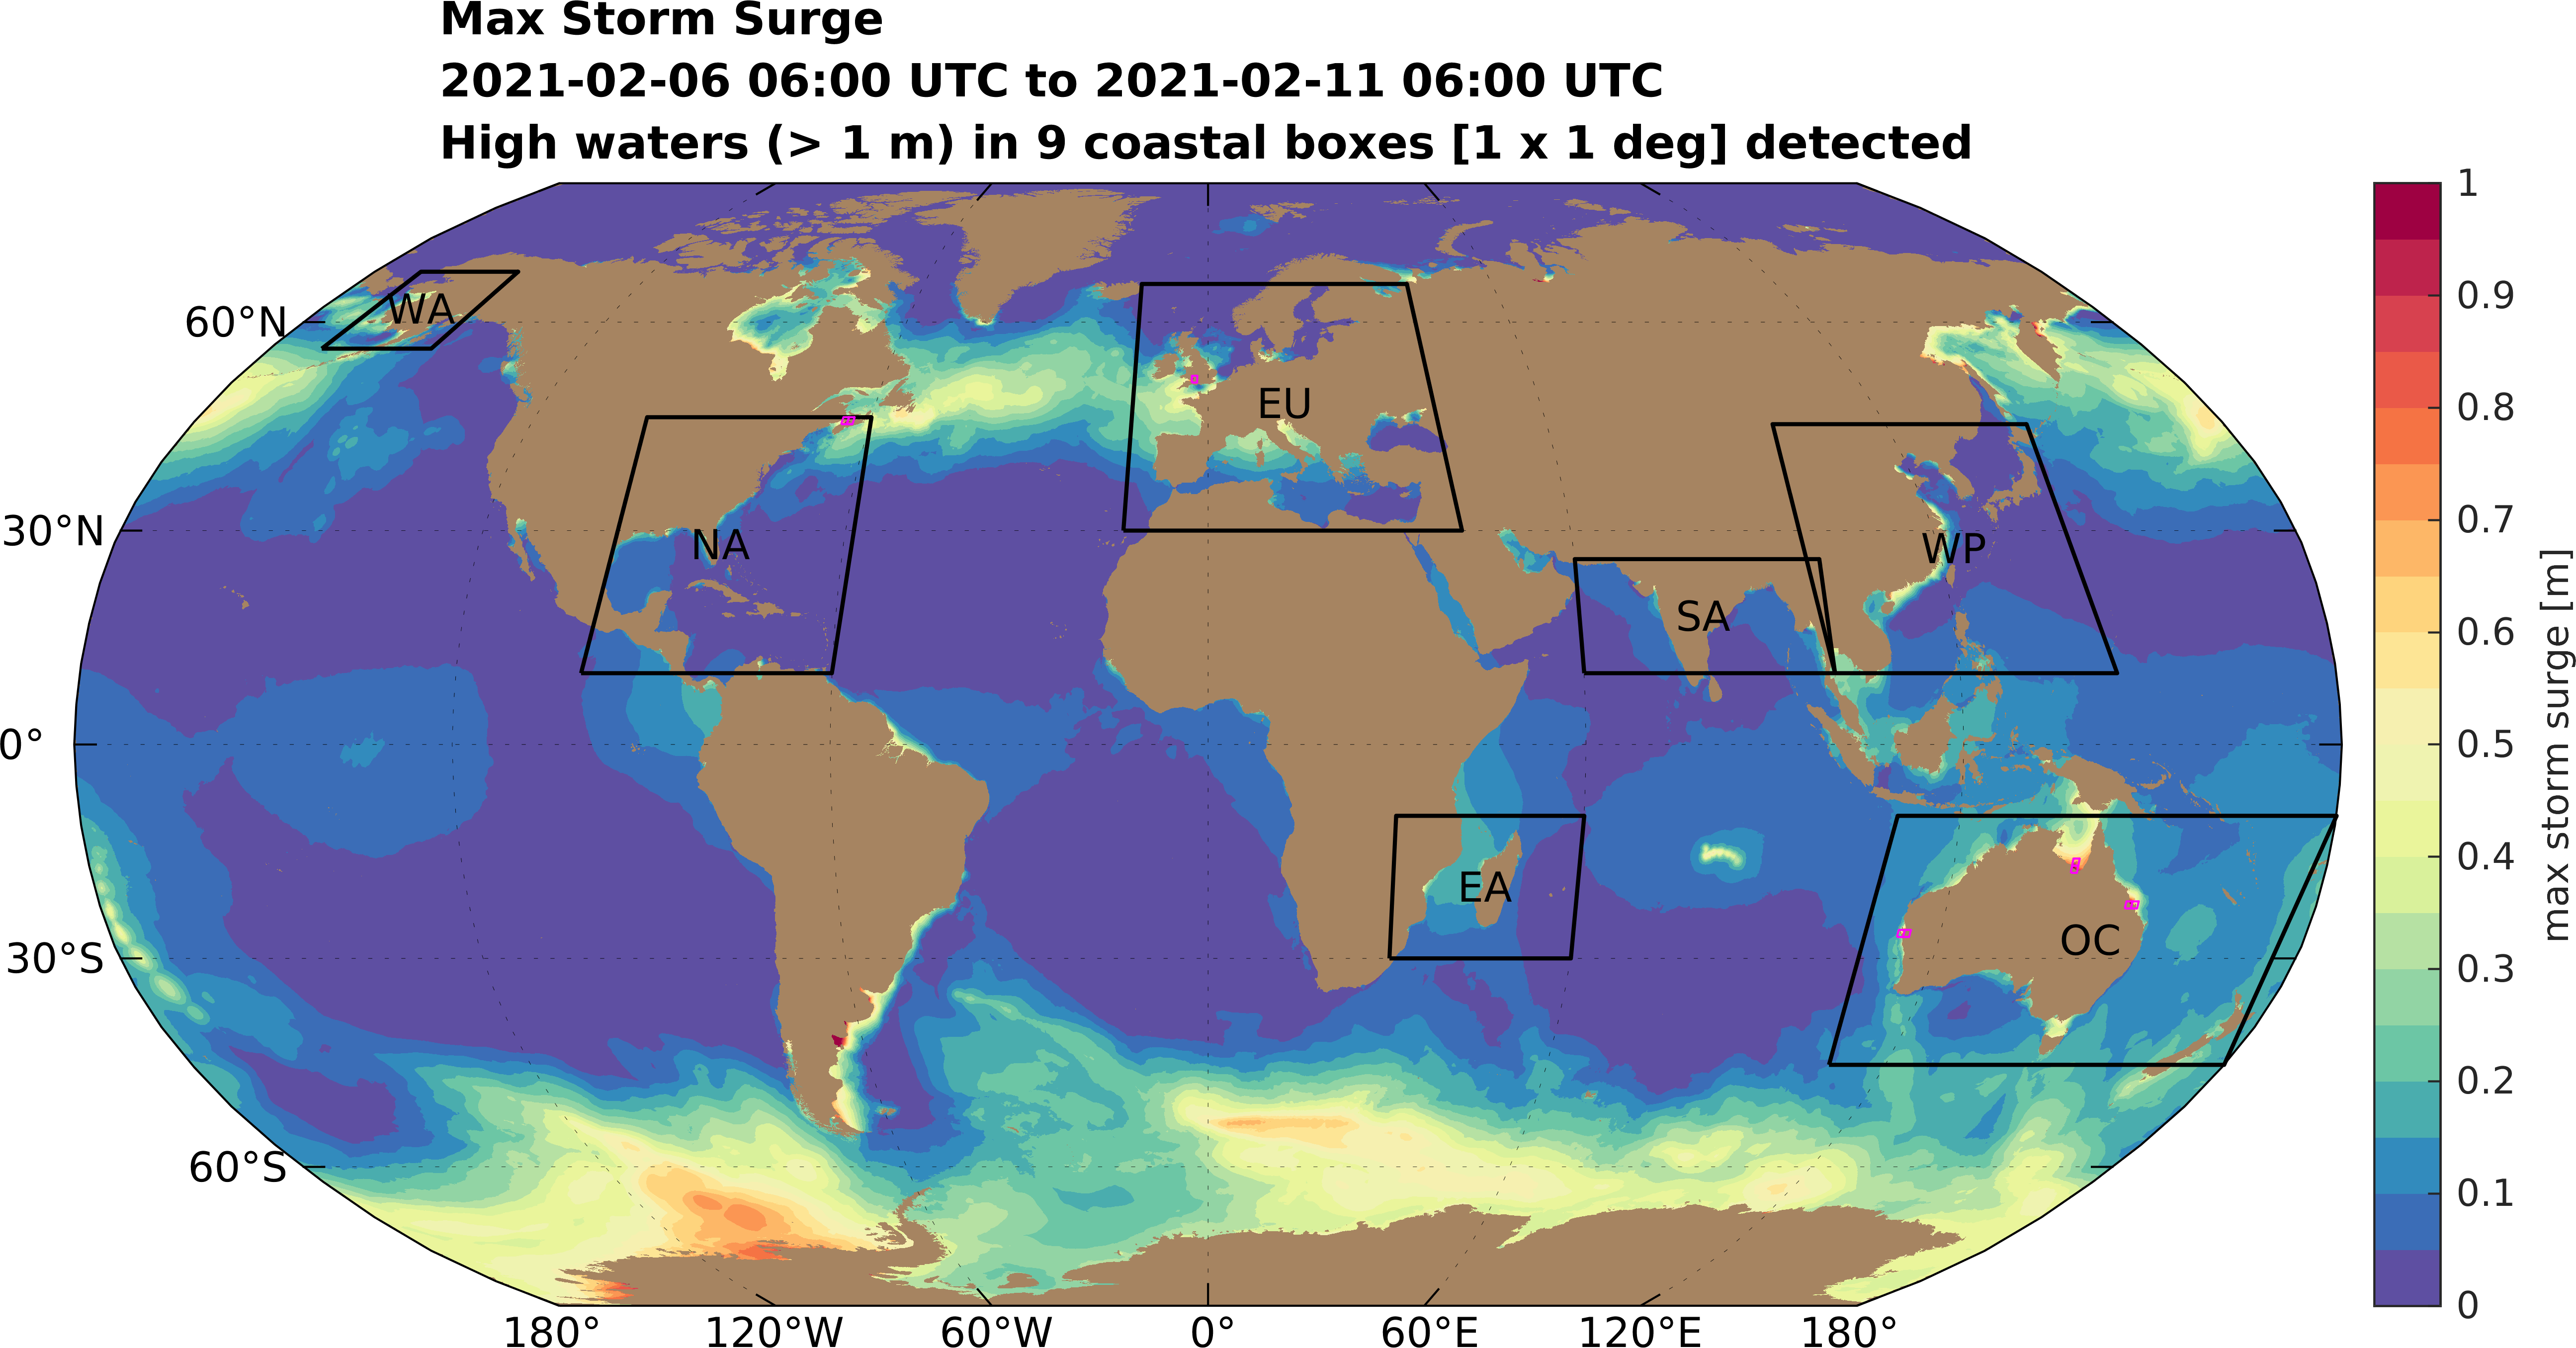 Max Storm Surge
2021-02-06 06:00 UTC to 2021-02-11 06:00 UTC
High waters (> 1 m) in 9 coastal boxes [1 x 1 deg] detected
60°N
30°N
0°
30°S
60°S
WA
NA
EU
SA
WP
EA
OC
180°
120°W
60°W
0°
60°E
120°E
180°
1
0.9
0.8
0.7
0.6
0.5
0.4
0.3
0.2
0.1
0
max storm surge [m]